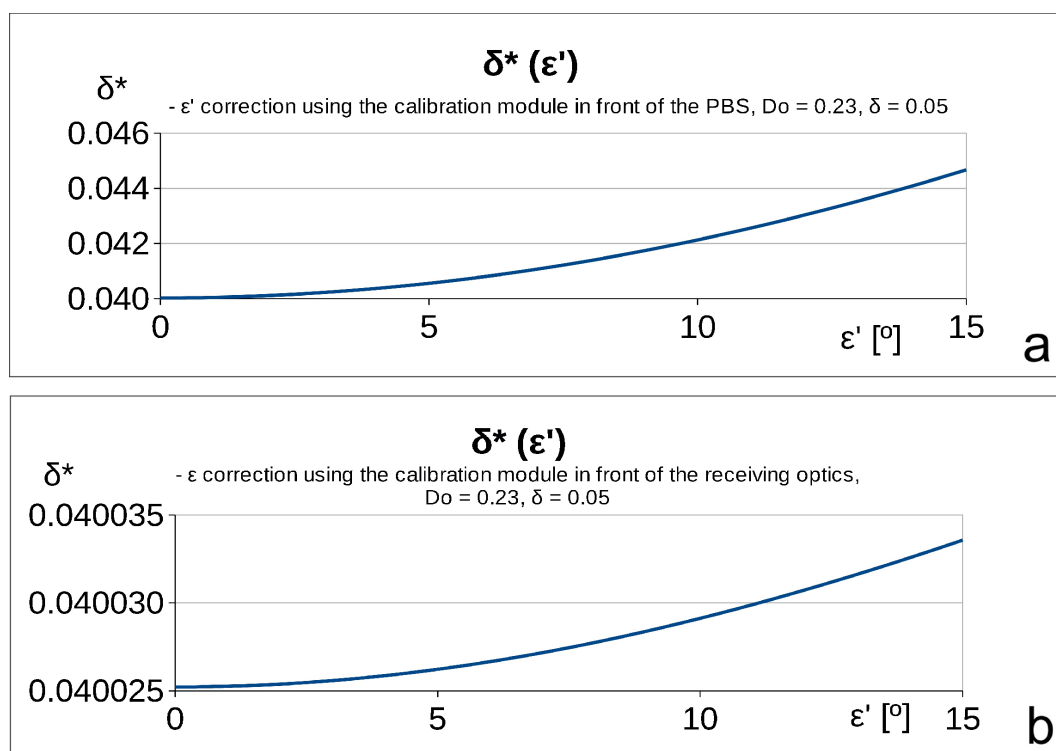 δ* (ε')
δ*
- ε' correction using the calibration module in front of the PBS, Do = 0.23, δ = 0.05
0.046
0.044
0.042
0.040
0 5 10 15
ε' [º]
a
δ* (ε')
δ*
- ε correction using the calibration module in front of the receiving optics,
Do = 0.23, δ = 0.05
0.040035
0.040030
0.040025
0 5 10 15
ε' [º]
b